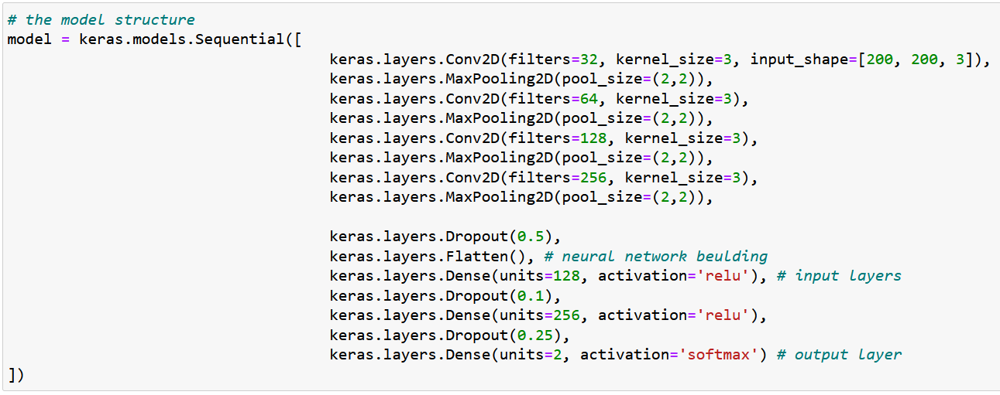 # the model structure
model = keras.models.Sequential([
keras.layers.Conv2D(filters=32, kernel_size=3, input_shape=[200, 200, 3]),
keras.layers.MaxPooling2D(pool_size=(2,2)),
keras.layers.Conv2D(filters=64, kernel_size=3),
keras.layers.MaxPooling2D(pool_size=(2,2)),
keras.layers.Conv2D(filters=128, kernel_size=3),
keras.layers.MaxPooling2D(pool_size=(2,2)),
keras.layers.Conv2D(filters=256, kernel_size=3),
keras.layers.MaxPooling2D(pool_size=(2,2)),
keras.layers.Dropout(0.5),
keras.layers.Flatten(), # neural network beulding
keras.layers.Dense(units=128, activation='relu'), # input layers
keras.layers.Dropout(0.1),
keras.layers.Dense(units=256, activation='relu'),
keras.layers.Dropout(0.25),
keras.layers.Dense(units=2, activation='softmax') # output layer
])